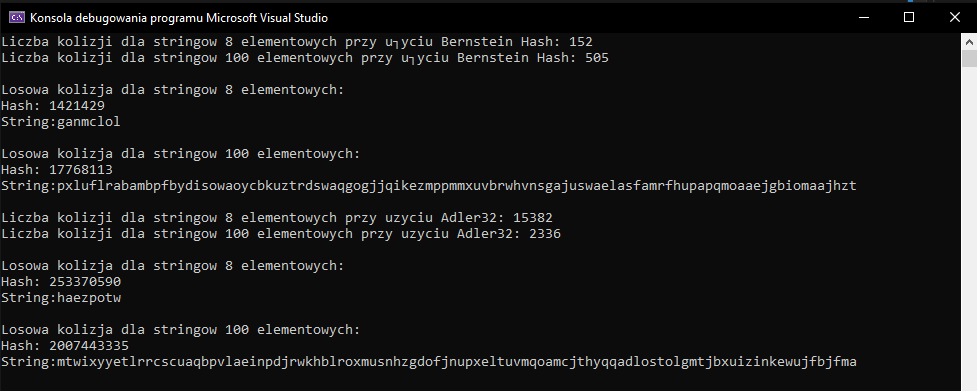 Konsola debugowania programu Microsoft Visual Studio
Liczba kolizji dla stringow 8 elementowych przy u┐yciu Bernstein Hash: 152
Liczba kolizji dla stringow 100 elementowych przy u┐yciu Bernstein Hash: 505
Losowa kolizja dla stringow 8 elementowych:
Hash: 1421429
String:ganmclol
Losowa kolizja dla stringow 100 elementowych:
Hash: 17768113
String:pxluflrabambpfbydisowaoycbkuztrdswaqgogjjqikezmppmmxuvbrwhvnsgajuswaelasfamrfhupapqmoaaejgbiomaajhzt
Liczba kolizji dla stringow 8 elementowych przy uzyciu Adler32: 15382
Liczba kolizji dla stringow 100 elementowych przy uzyciu Adler32: 2336
Losowa kolizja dla stringow 8 elementowych:
Hash: 253370590
String:haezpotw
Losowa kolizja dla stringow 100 elementowych:
Hash: 2007443335
String:mtwixyyetlrrcscuaqbpvlaeinpdjrwkhblroxmusnhzgdofjnupxeltuvmqoamcjthyqqadlostolgmtjbxuizinkewujfbjfma